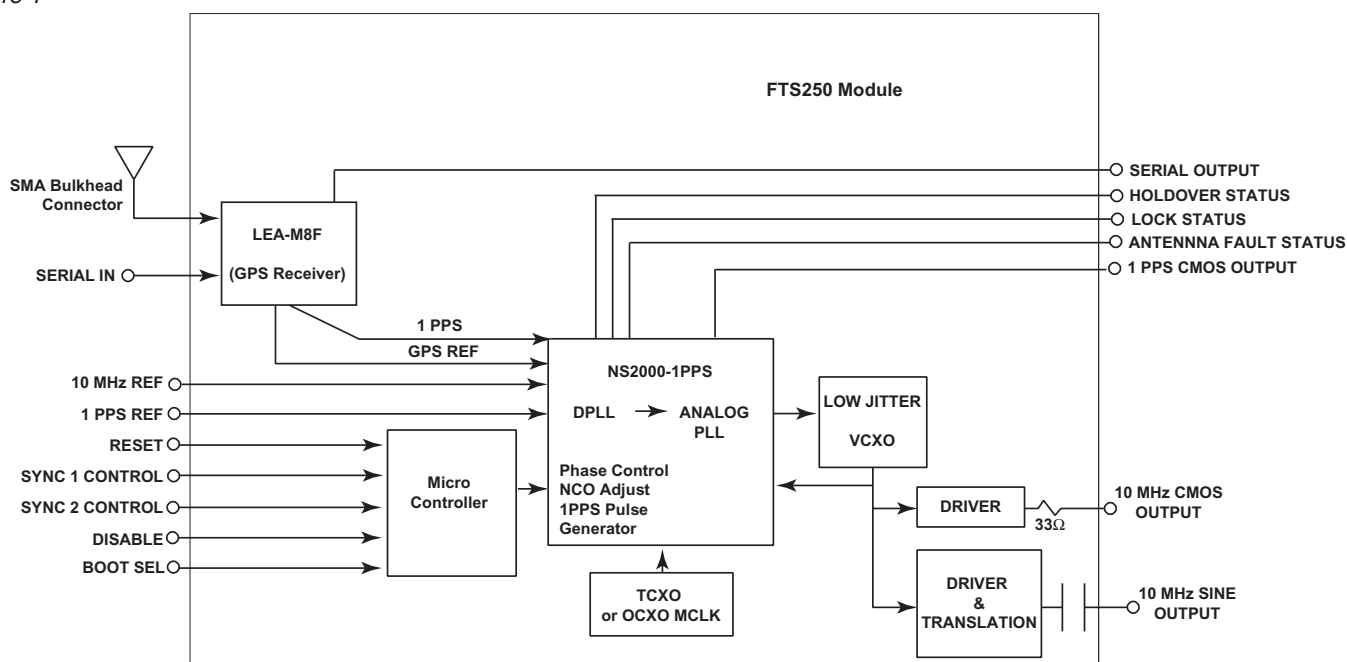 FTS250 Module
SMA Bulkhead
Connector
SERIAL IN
LEA-M8F
(GPS Receiver)
SERIAL OUTPUT
HOLDOVER STATUS
LOCK STATUS
ANTENNNA FAULT STATUS
1 PPS CMOS OUTPUT
1 PPS
GPS REF
10 MHz REF
1 PPS REF
RESET
SYNC 1 CONTROL
SYNC 2 CONTROL
DISABLE
BOOT SEL
Micro
Controller
NS2000-1PPS
DPLL
ANALOG
PLL
Phase Control
NCO Adjust
1PPS Pulse
Generator
TCXO
or OCXO MCLK
LOW JITTER
VCXO
DRIVER
33Ω
10 MHz CMOS
OUTPUT
DRIVER
&
TRANSLATION
10 MHz SINE
OUTPUT